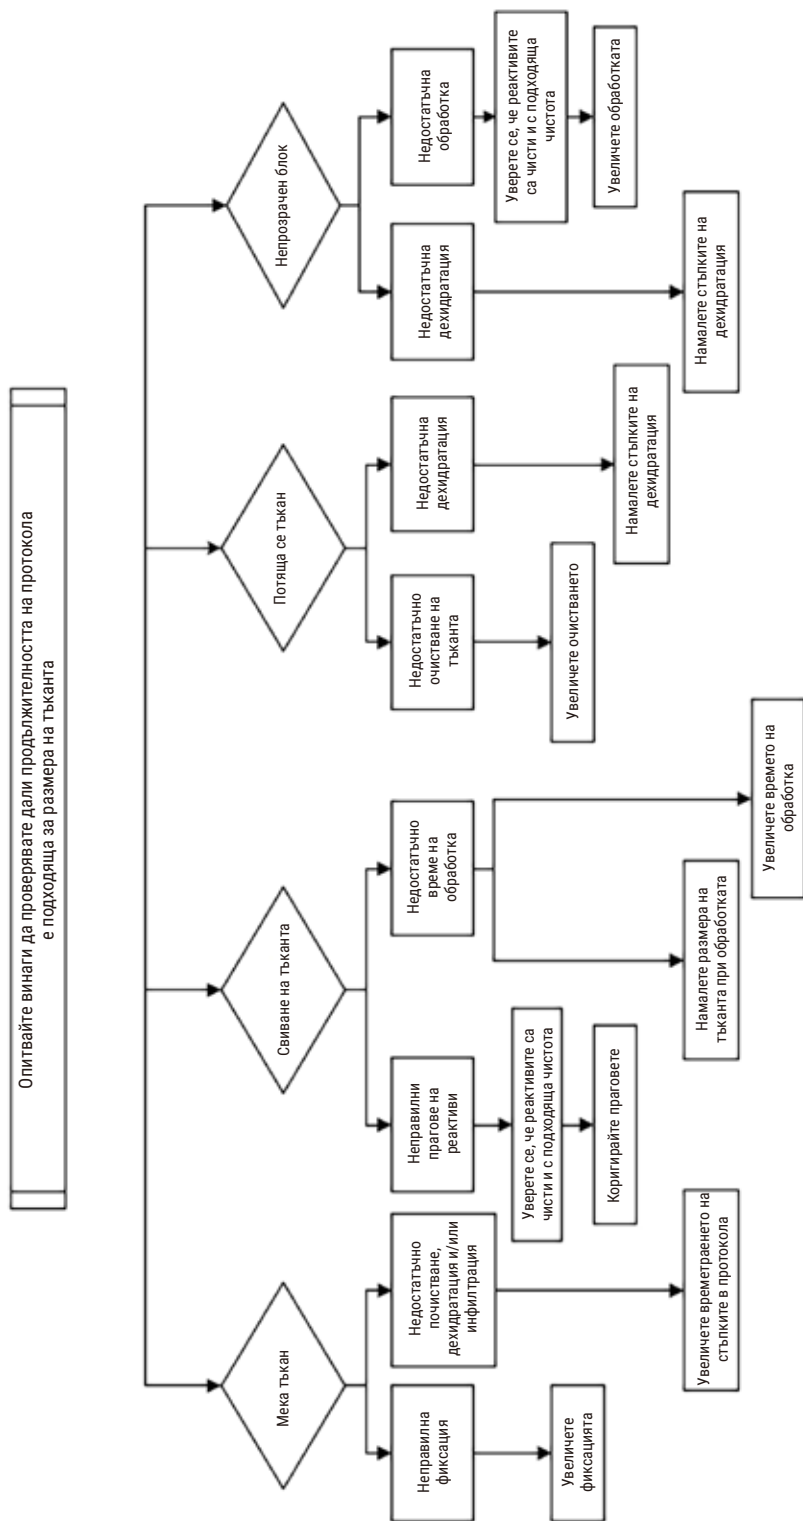 Опитвайте винаги да проверявате дали продължителността на протокола
е подходяща за размера на тъканта
Мека тъкан
Свиване на тъканта
Потяща се тъкан
Непрозрачен блок
Неправилна
фиксация
Недостатъчно
почистване,
дехидратация и/или
инфилтрация
Неправилни
прагове на
реактиви
Недостатъчно
време на
обработка
Недостатъчно
очистване на
тъканта
Недостатъчна
дехидратация
Недостатъчна
дехидратация
Недостатъчна
обработка
Увеличете
фиксацията
Увеличете времетраенето на
стъпките в протокола
Уверете се, че реактивите са
чисти и с подходяща чистота
Коригирайте праговете
Намалете размера на
тъканта при обработката
Увеличете времето на
обработка
Увеличете очистването
Намалете стъпките на
дехидратация
Намалете стъпките на
дехидратация
Уверете се, че реактивите
са чисти и с подходяща
чистота
Увеличете обработката